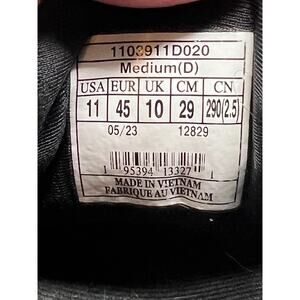 1103911D020
Medium(D)
USA EUR UK CM CN
11 45 10 29 290(2.5)
05/23 12829
1 95394 13327 1
MADE IN VIETNAM
FABRIQUE AU VIETNAM